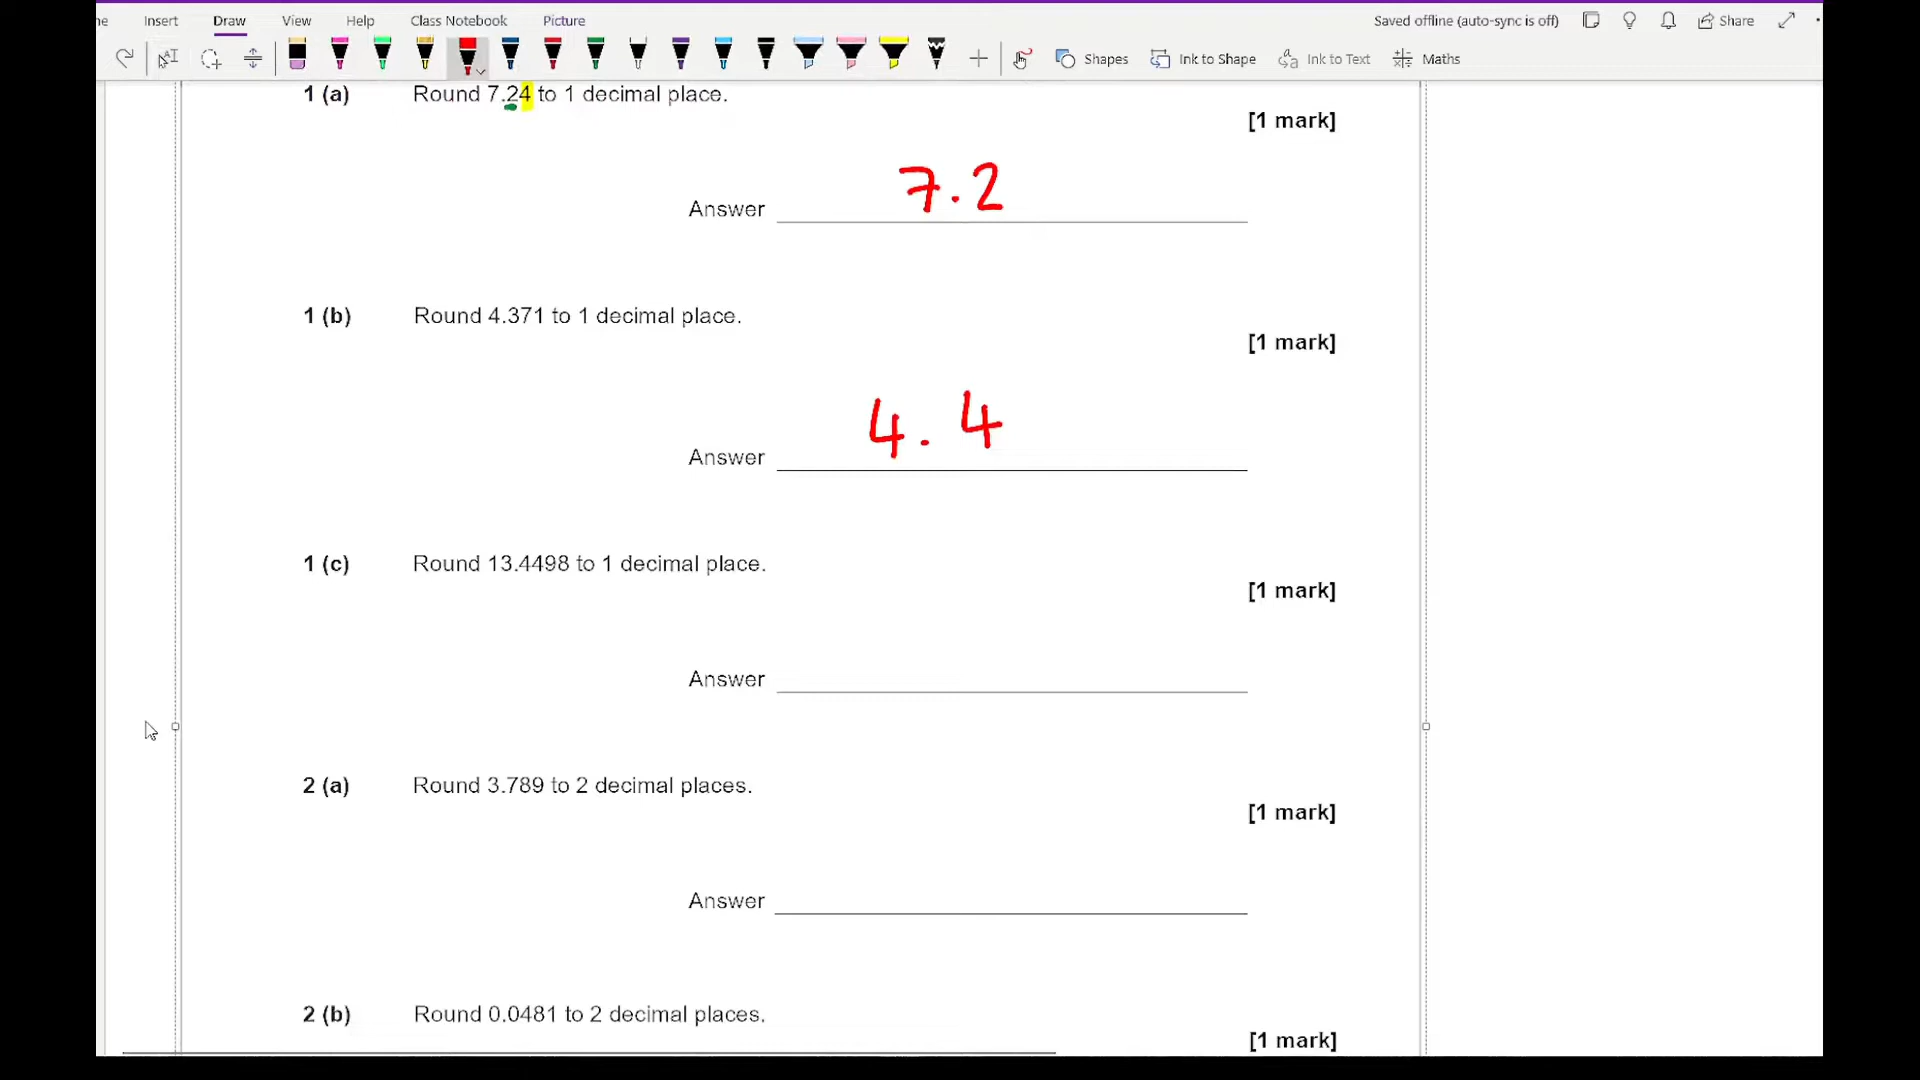 ne Insert Draw View Help Class Notebook Picture Saved offline (auto-sync is off) Share
Shapes Ink to Shape Ink to Text Maths
1 (a) Round 7.24 to 1 decimal place.
[1 mark]
7.2
Answer
1 (b) Round 4.371 to 1 decimal place.
[1 mark]
4.4
Answer
1 (c) Round 13.4498 to 1 decimal place.
[1 mark]
Answer
2 (a) Round 3.789 to 2 decimal places.
[1 mark]
Answer
2 (b) Round 0.0481 to 2 decimal places.
[1 mark]